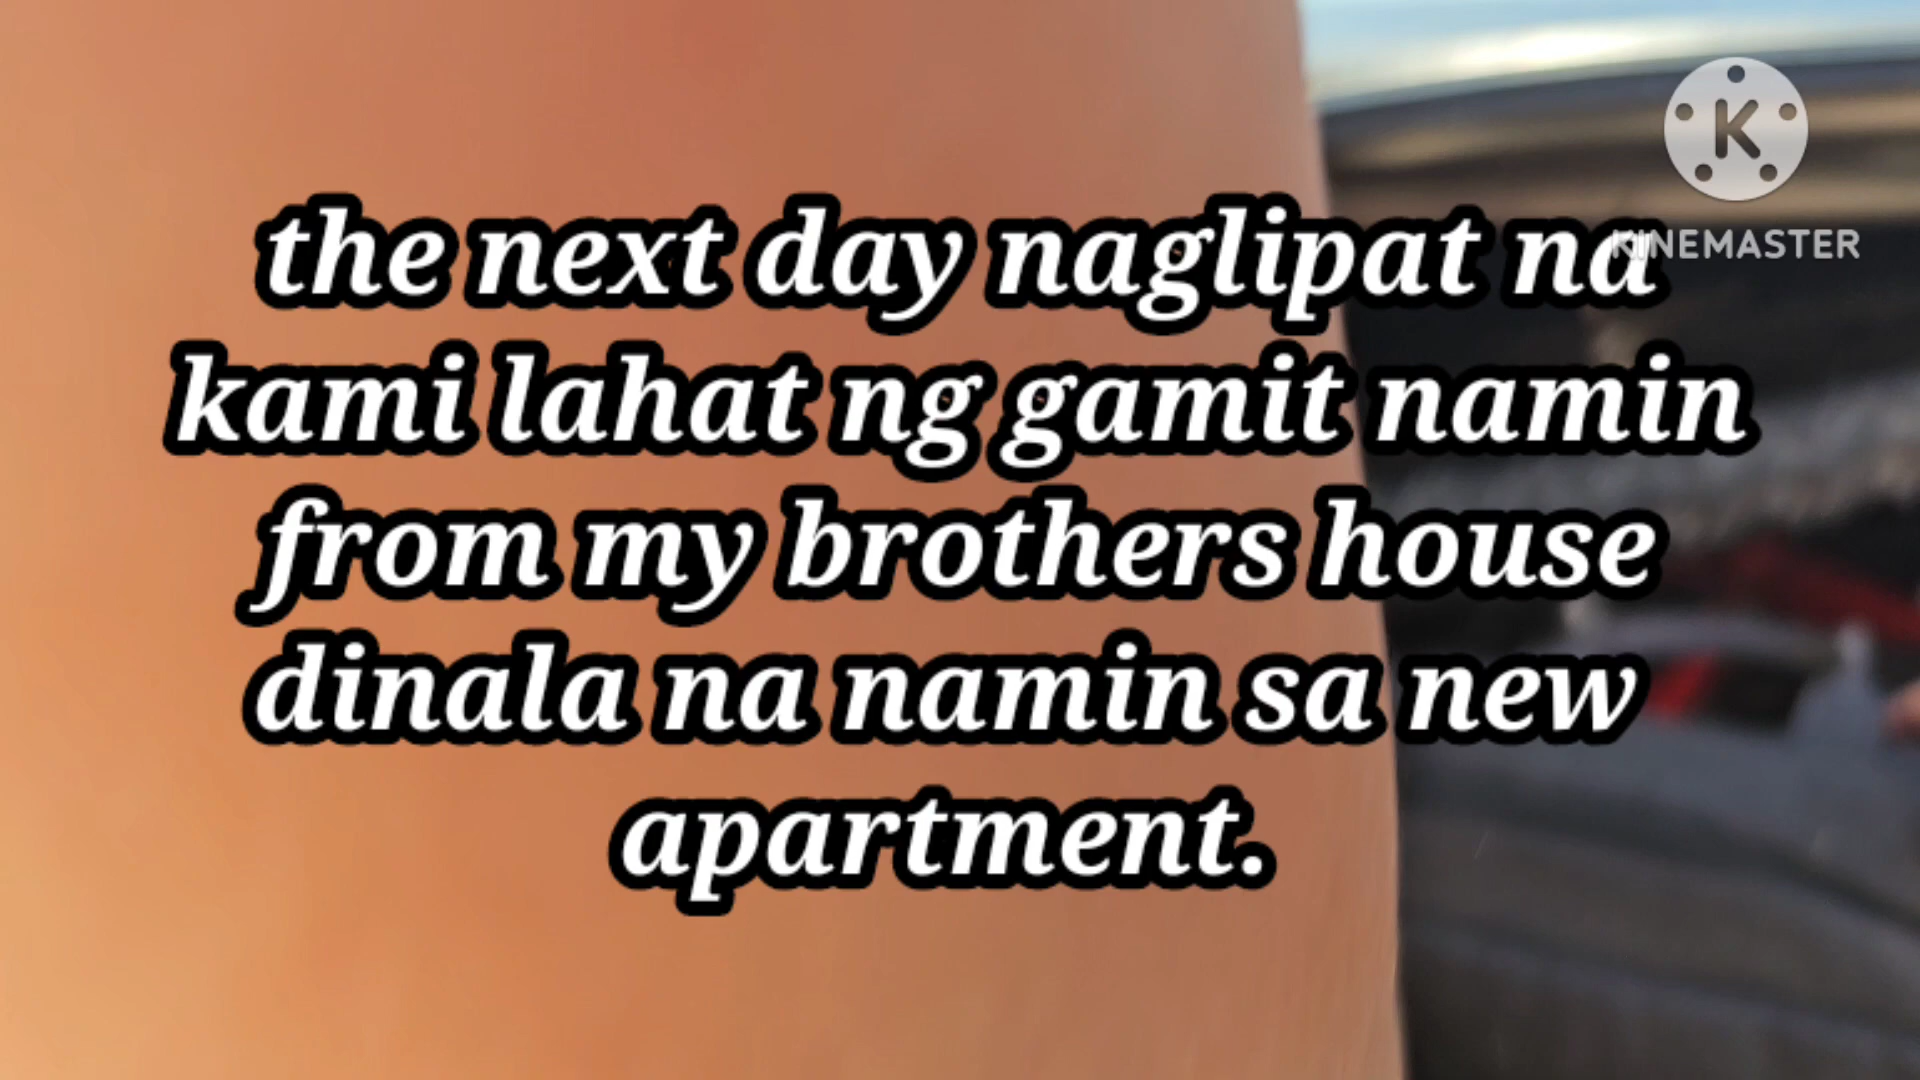 K
KINEMASTER
the next day naglipat na
kami lahat ng gamit namin
from my brothers house
dinala na namin sa new
apartment.